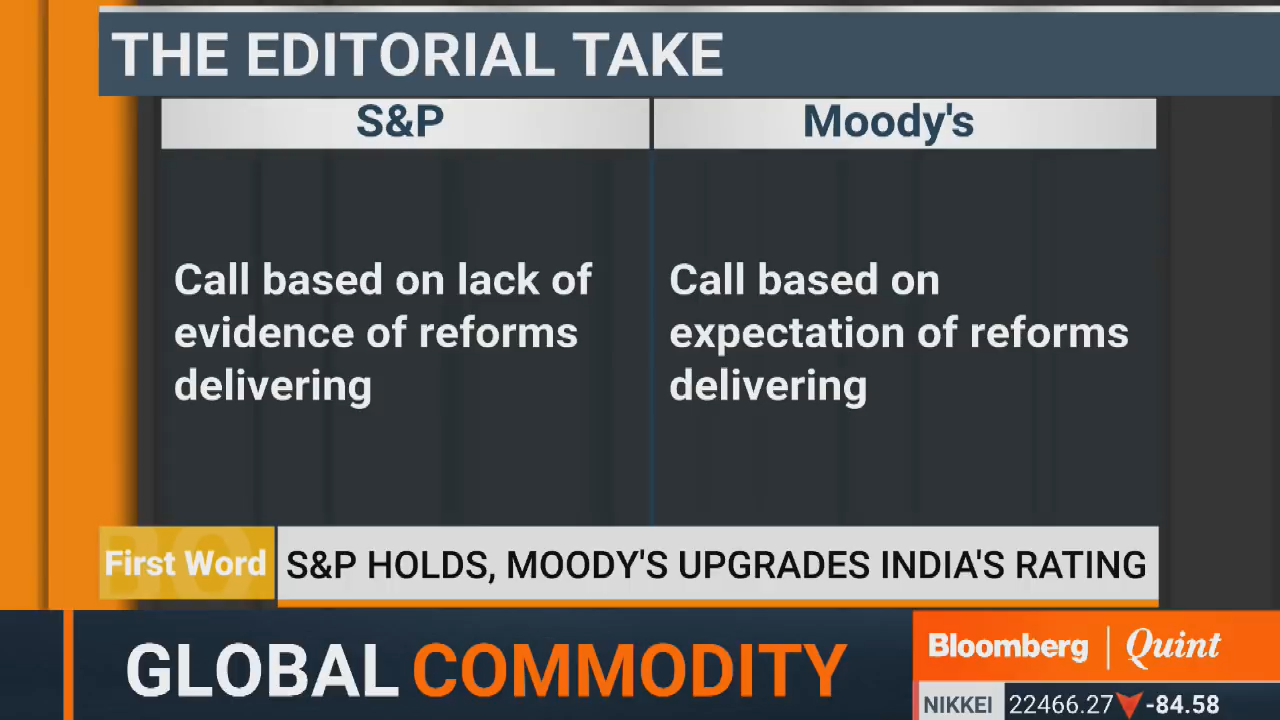 THE EDITORIAL TAKE
S&P
Moody's
Call based on lack of
evidence of reforms
delivering
Call based on
expectation of reforms
delivering
First Word
S&P HOLDS, MOODY'S UPGRADES INDIA'S RATING
GLOBAL COMMODITY
Bloomberg | Quint
NIKKEI 22466.27 -84.58